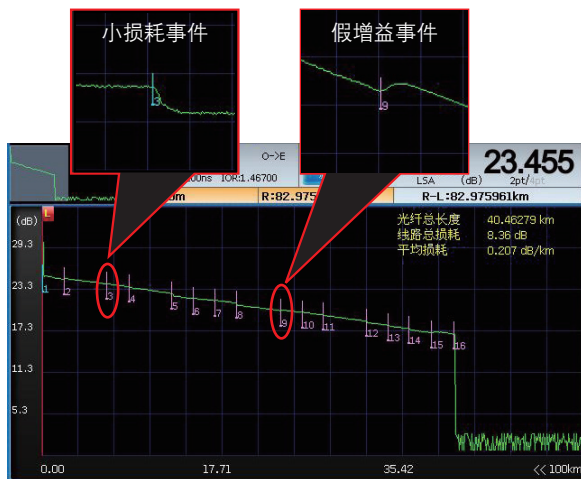 小损耗事件
假增益事件
3
9
O->E
23.455
00ns IOR:1.46700
LSA (dB) 2pt/4pt
R:82.975
R-L:82.975961km
(dB)
L
光纤总长度 40.46279 km
线路总损耗 8.36 dB
平均损耗 0.207 dB/km
29.3
23.3
17.3
11.3
5.3
1 2 3 4 5 6 7 8 9 10 11 12 13 14 15 16
0.00 17.71 35.42 << 100km